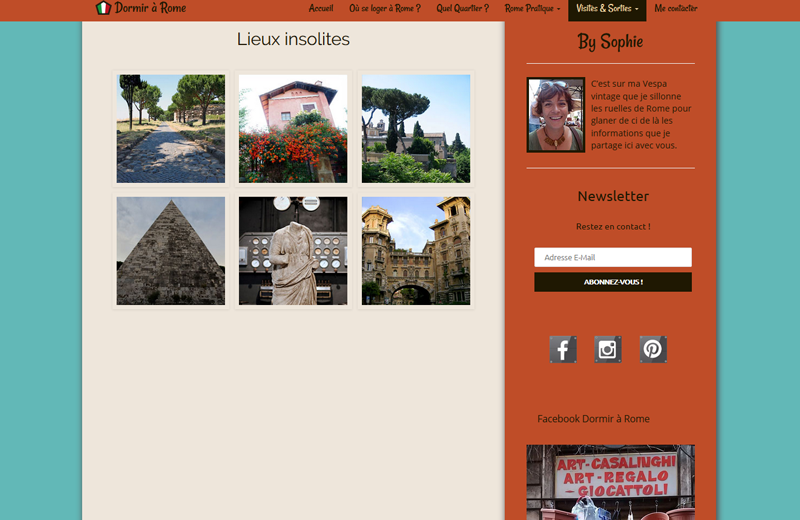 Dormir à Rome
Accueil
Où se loger à Rome ?
Quel Quartier ?
Rome Pratique
Visites & Sorties
Me contacter
Lieux insolites
By Sophie
C'est sur ma Vespa
vintage que je sillonne
les ruelles de Rome pour
glaner de ci de là les
informations que je
partage ici avec vous.
Newsletter
Restez en contact !
Adresse E-Mail
ABONNEZ-VOUS !
Facebook Dormir à Rome
ART-CASALINGHI
ART-REGALO
-GIOCATTOLI